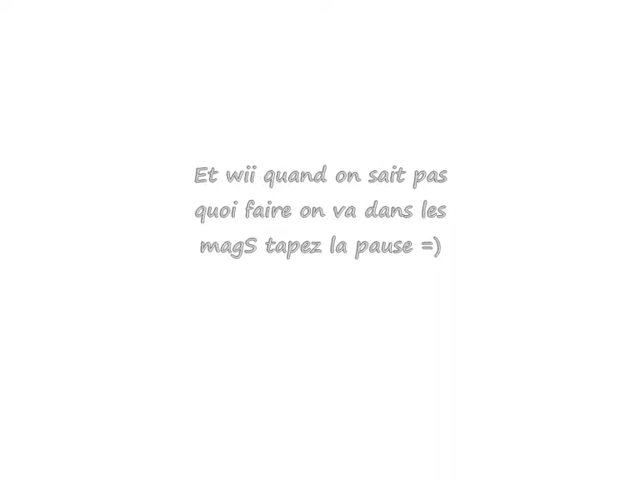 Et wii quand on sait pas
quoi faire on va dans les
magS tapez la pause =)